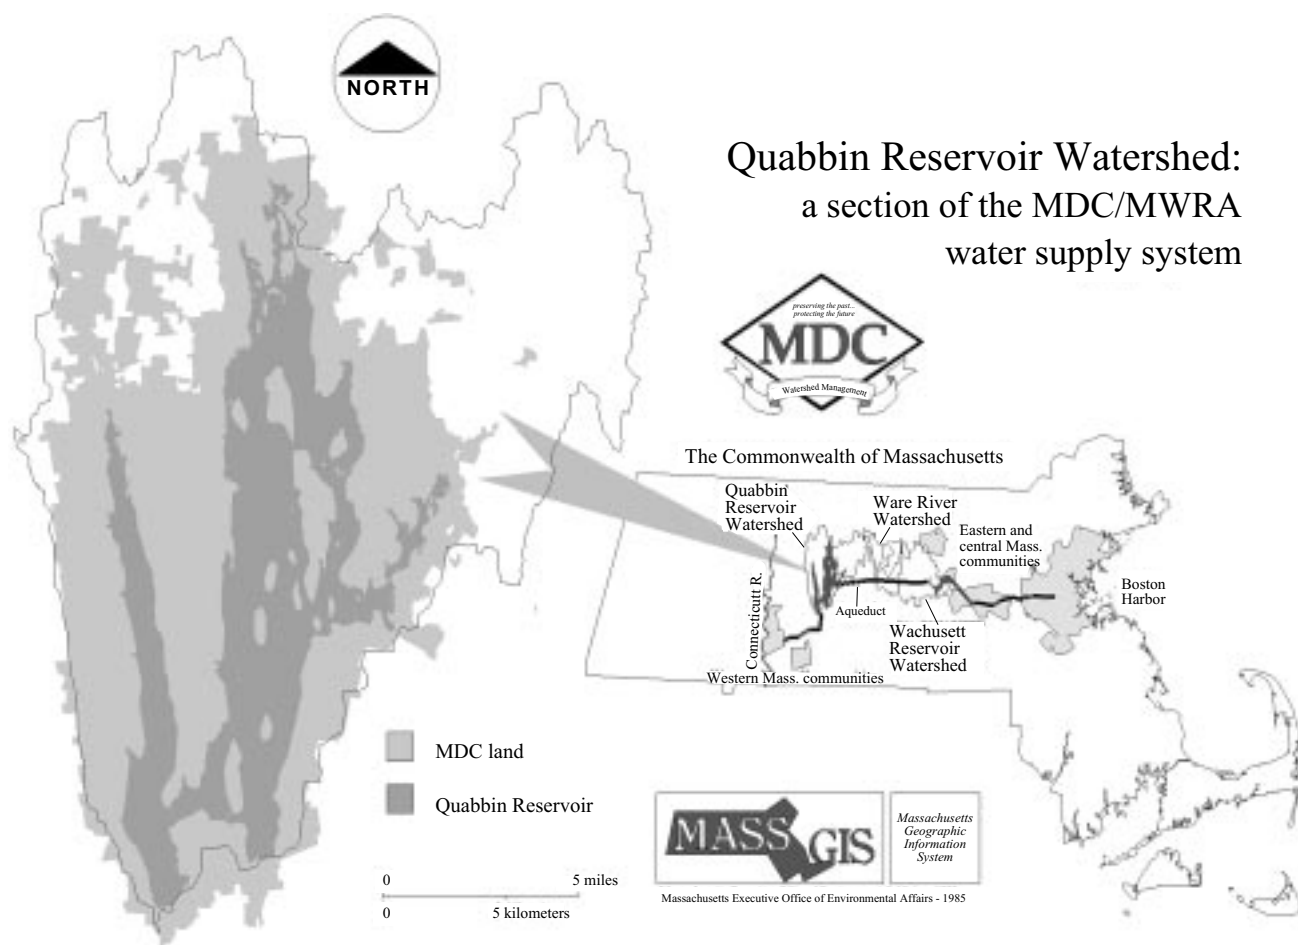 NORTH
Quabbin Reservoir Watershed:
a section of the MDC/MWRA
water supply system
preserving the past...
protecting the future
MDC
Watershed Management
The Commonwealth of Massachusetts
Quabbin
Reservoir
Watershed
Ware River
Watershed
Eastern and
central Mass.
communities
Boston
Harbor
Connecticutt R.
Aqueduct
Wachusett
Reservoir
Watershed
Western Mass. communities
MDC land
Quabbin Reservoir
0 5 miles
0 5 kilometers
MASS GIS
Massachusetts
Geographic
Information
System
Massachusetts Executive Office of Environmental Affairs - 1985